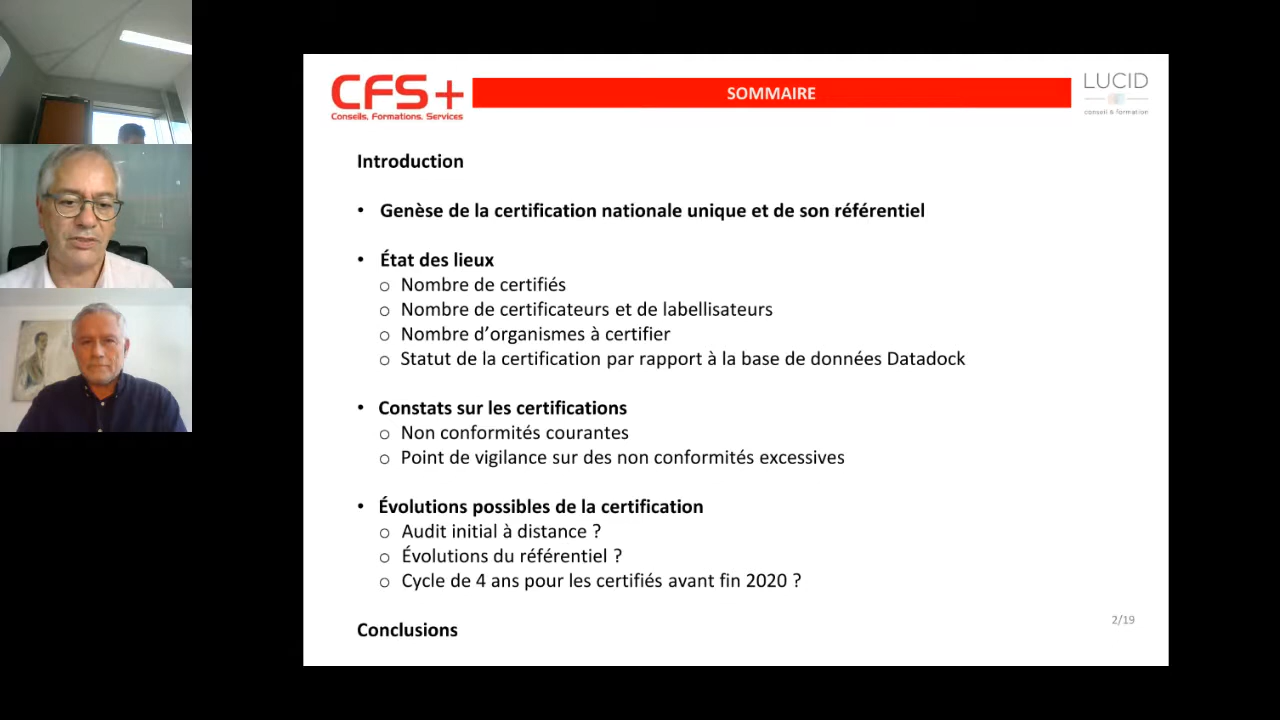 CFS+
Conseils, Formations, Services
SOMMAIRE
LUCID
conseil & formation
Introduction
• Genèse de la certification nationale unique et de son référentiel
• État des lieux
o Nombre de certifiés
o Nombre de certificateurs et de labellisateurs
o Nombre d’organismes à certifier
o Statut de la certification par rapport à la base de données Datadock
• Constats sur les certifications
o Non conformités courantes
o Point de vigilance sur des non conformités excessives
• Évolutions possibles de la certification
o Audit initial à distance ?
o Évolutions du référentiel ?
o Cycle de 4 ans pour les certifiés avant fin 2020 ?
Conclusions
2/19